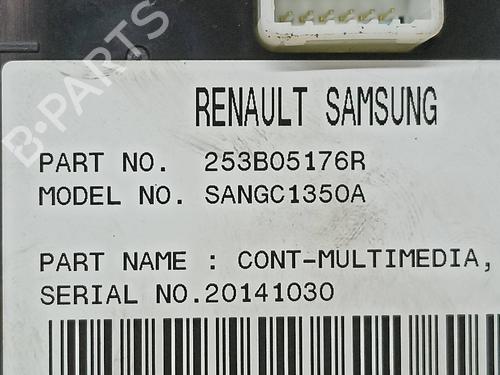 B-PARTS
RENAULT SAMSUNG
PART NO. 253B05176R
MODEL NO. SANGC1350A
PART NAME : CONT-MULTIMEDIA,
SERIAL NO.20141030